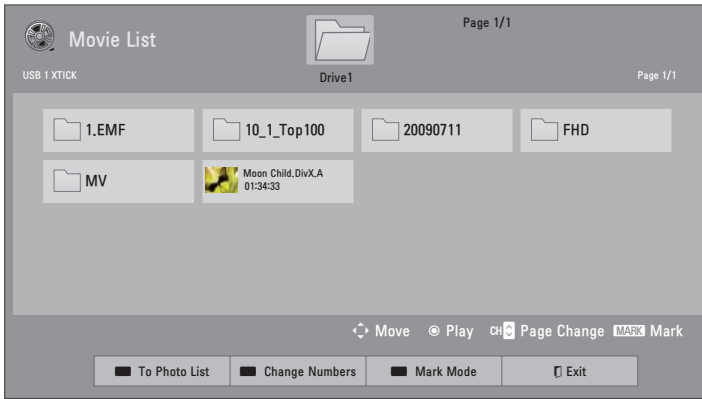 Page 1/1
Movie List
USB 1 XTICK
Drive1
Page 1/1
1.EMF
10_1_Top100
20090711
FHD
MV
Moon Child.DivX.A
01:34:33
Move
Play
CH Page Change
MARK Mark
To Photo List
Change Numbers
Mark Mode
Exit